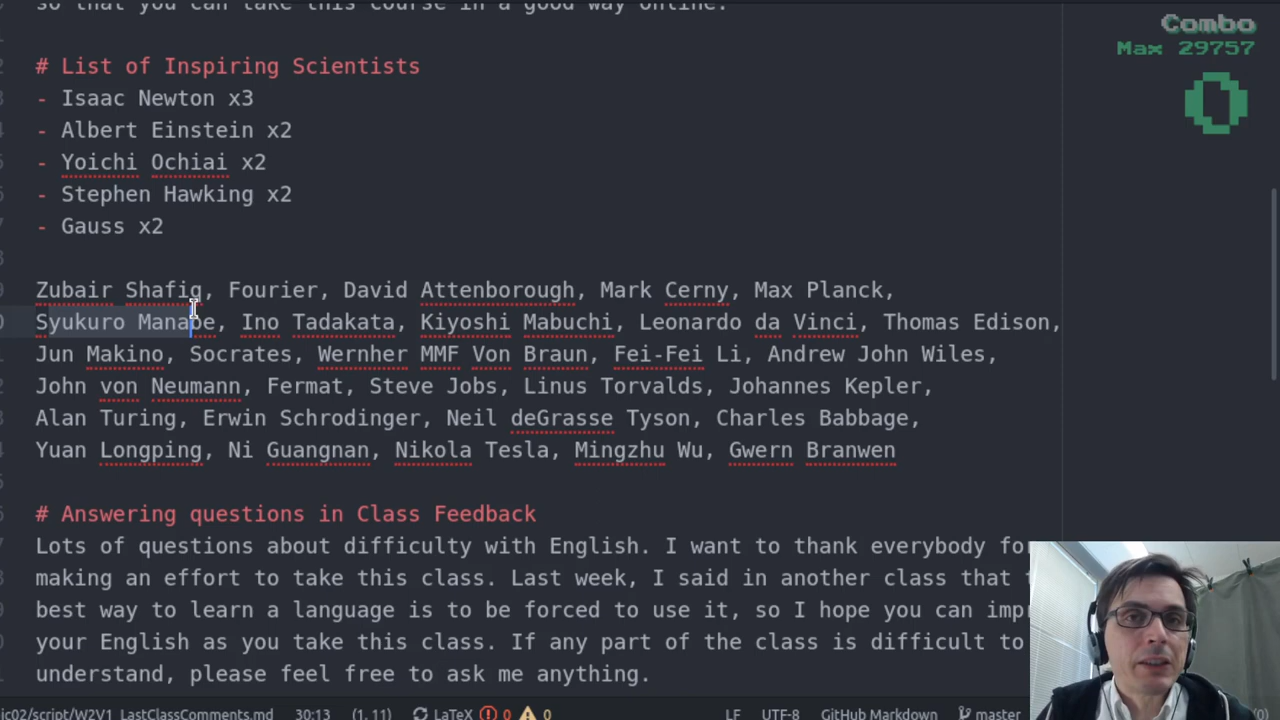 so that you can take this course in a good way online.
Combo
Max 29757
0
# List of Inspiring Scientists
- Isaac Newton x3
- Albert Einstein x2
- Yoichi Ochiai x2
- Stephen Hawking x2
- Gauss x2
Zubair Shafiq, Fourier, David Attenborough, Mark Cerny, Max Planck,
Syukuro Manabe, Ino Tadakata, Kiyoshi Mabuchi, Leonardo da Vinci, Thomas Edison,
Jun Makino, Socrates, Wernher MMF Von Braun, Fei-Fei Li, Andrew John Wiles,
John von Neumann, Fermat, Steve Jobs, Linus Torvalds, Johannes Kepler,
Alan Turing, Erwin Schrodinger, Neil deGrasse Tyson, Charles Babbage,
Yuan Longping, Ni Guangnan, Nikola Tesla, Mingzhu Wu, Gwern Branwen
# Answering questions in Class Feedback
Lots of questions about difficulty with English. I want to thank everybody for
making an effort to take this class. Last week, I said in another class that
best way to learn a language is to be forced to use it, so I hope you can
your English as you take this class. If any part of the class is difficult to
understand, please feel free to ask me anything.
ic02/script/W2V1_LastClassComments.md 30:13 (1, 11) LaTeX 0 0 LF UTF-8 GitHub Markdown master (0)